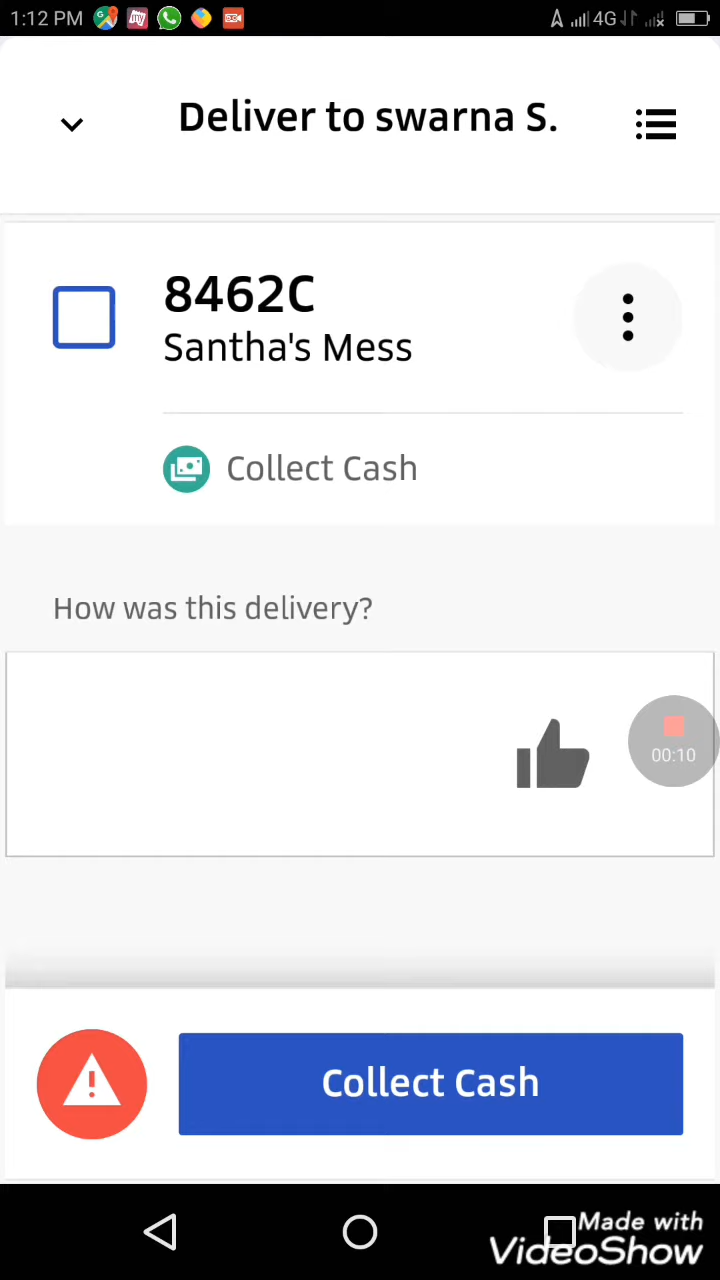 1:12 PM
4G
Deliver to swarna S.
8462C
Santha's Mess
Collect Cash
How was this delivery?
00:10
Collect Cash
Made with
VideoShow